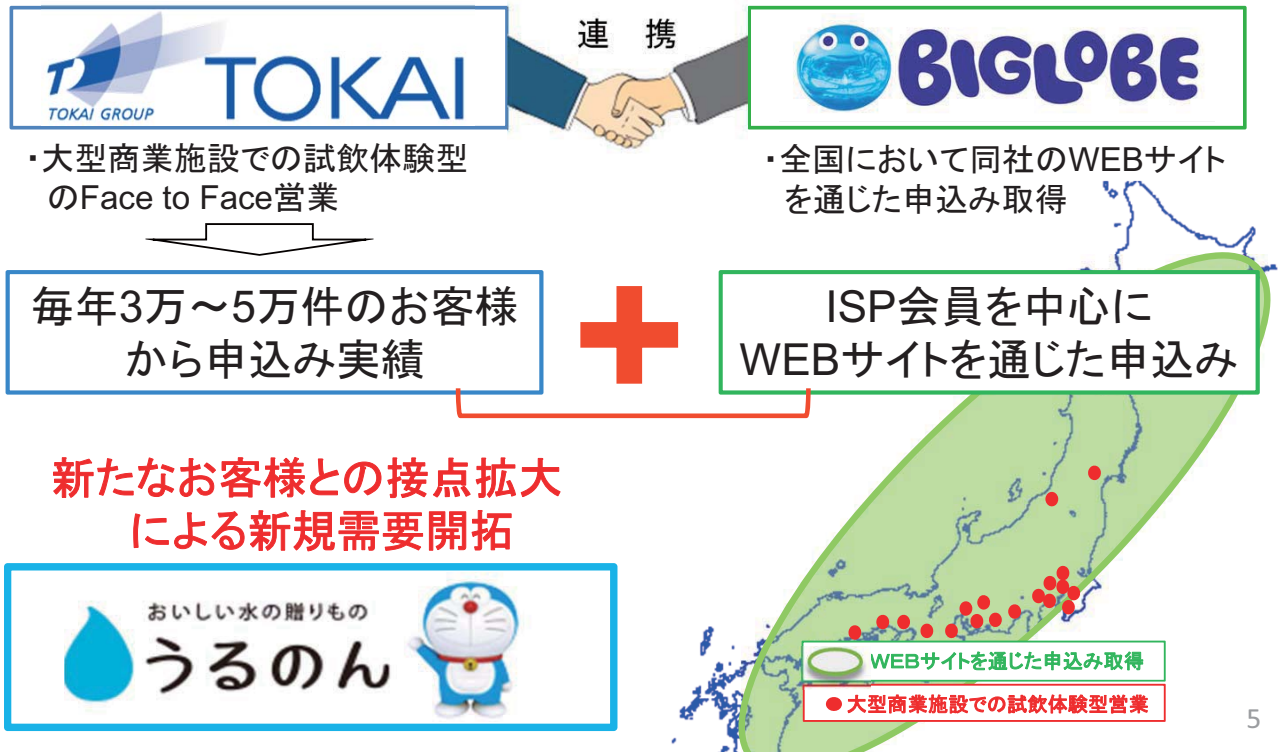 連 携
TOKAI GROUP
TOKAI
BIGLOBE
・大型商業施設での試飲体験型
のFace to Face営業
・全国において同社のWEBサイト
を通じた申込み取得
毎年3万～5万件のお客様
から申込み実績
ISP会員を中心に
WEBサイトを通じた申込み
新たなお客様との接点拡大
による新規需要開拓
おいしい水の贈りもの
うるのん
WEBサイトを通じた申込み取得
●大型商業施設での試飲体験型営業
5